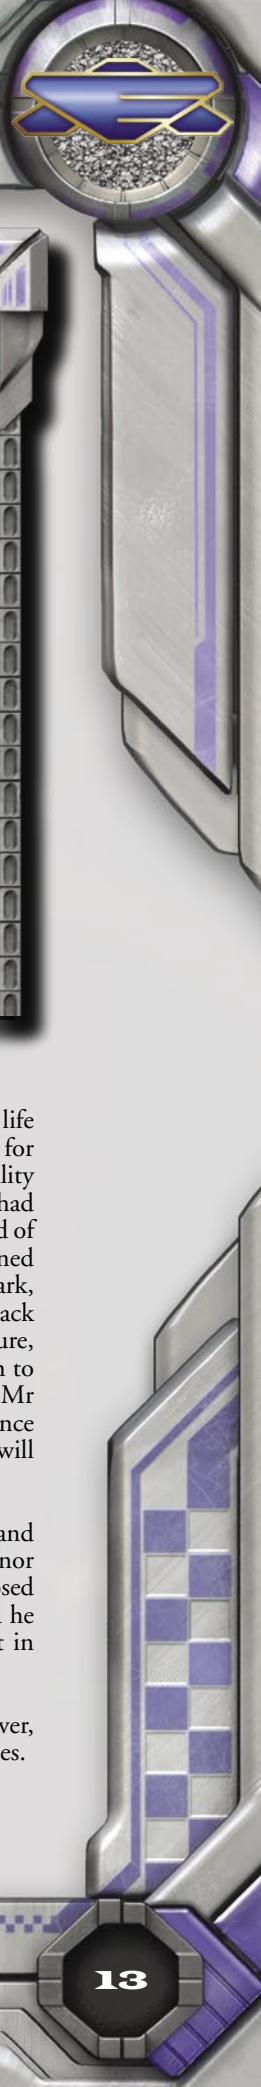 life
for
lity
had
d of
ned
ark,
ack
ure,
n to
Mr
nce
will
and
nor
osed
he
t in
ver,
es.
13